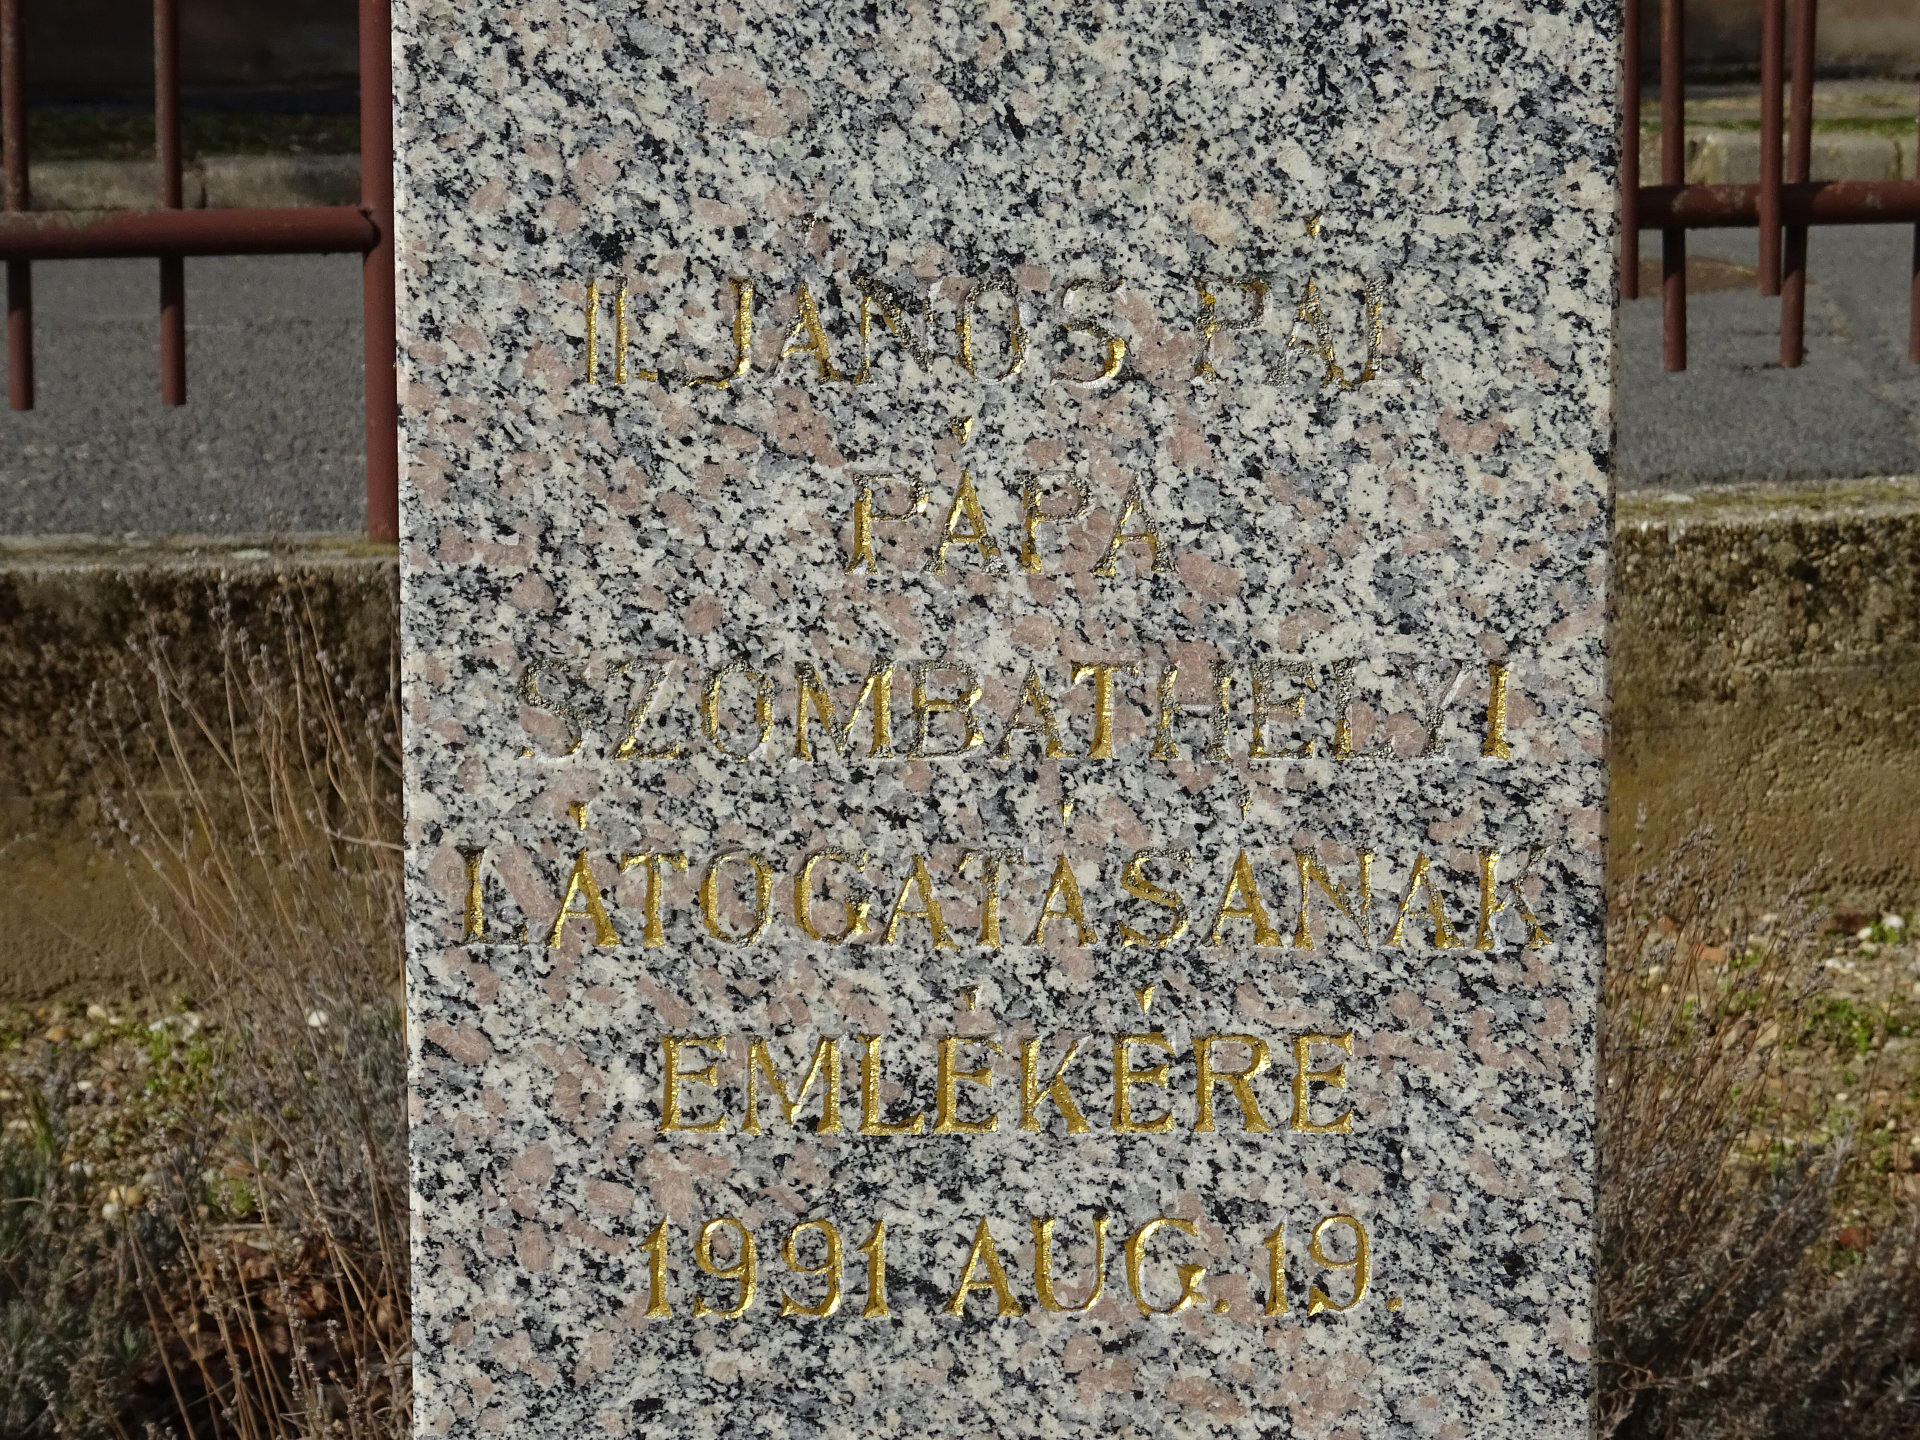 II. JÁNOS PÁL
PÁPA
SZOMBATHELYI
LÁTOGATÁSÁNAK
EMLÉKÉRE
1991 AUG. 19.